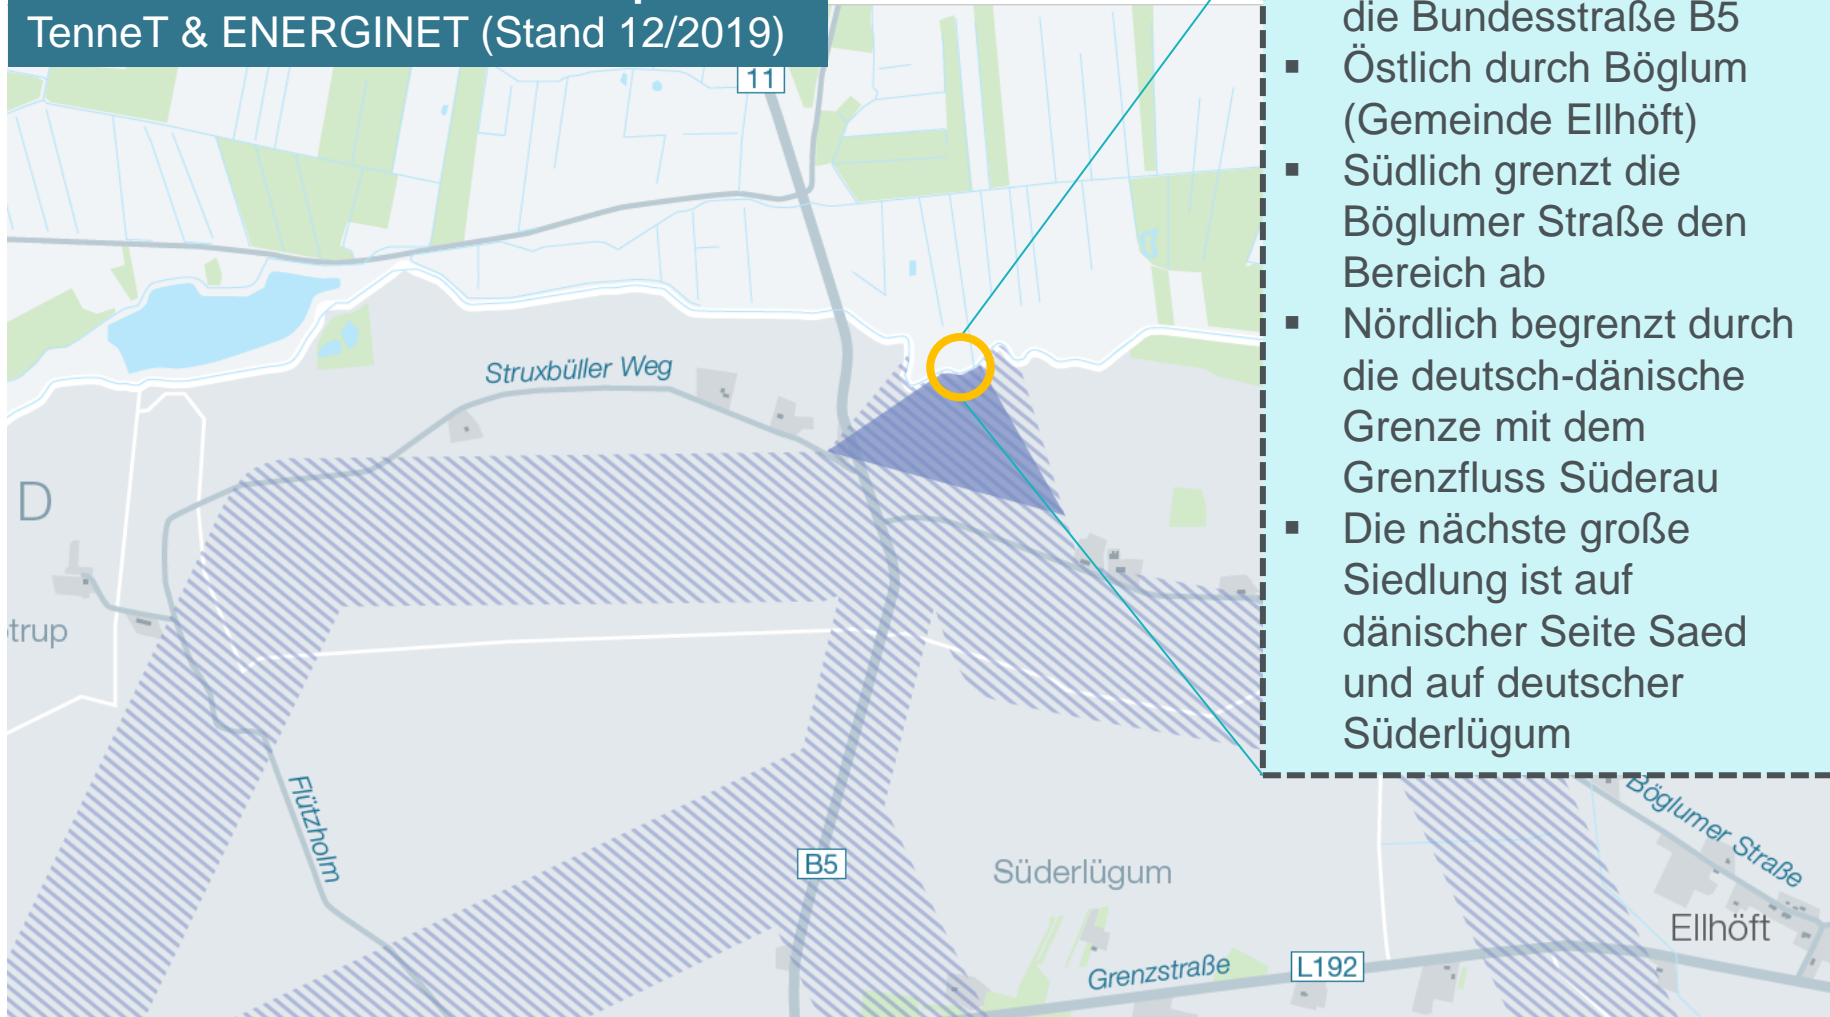 TenneT & ENERGINET (Stand 12/2019)
die Bundesstraße B5
▪ Östlich durch Böglum
(Gemeinde Ellhöft)
▪ Südlich grenzt die
Böglumer Straße den
Bereich ab
▪ Nördlich begrenzt durch
die deutsch-dänische
Grenze mit dem
Grenzfluss Süderau
▪ Die nächste große
Siedlung ist auf
dänischer Seite Saed
und auf deutscher
Süderlügum
11
Struxbüller Weg
D
trup
Flützholm
B5
Süderlügum
Böglumer Straße
Ellhöft
Grenzstraße
L192